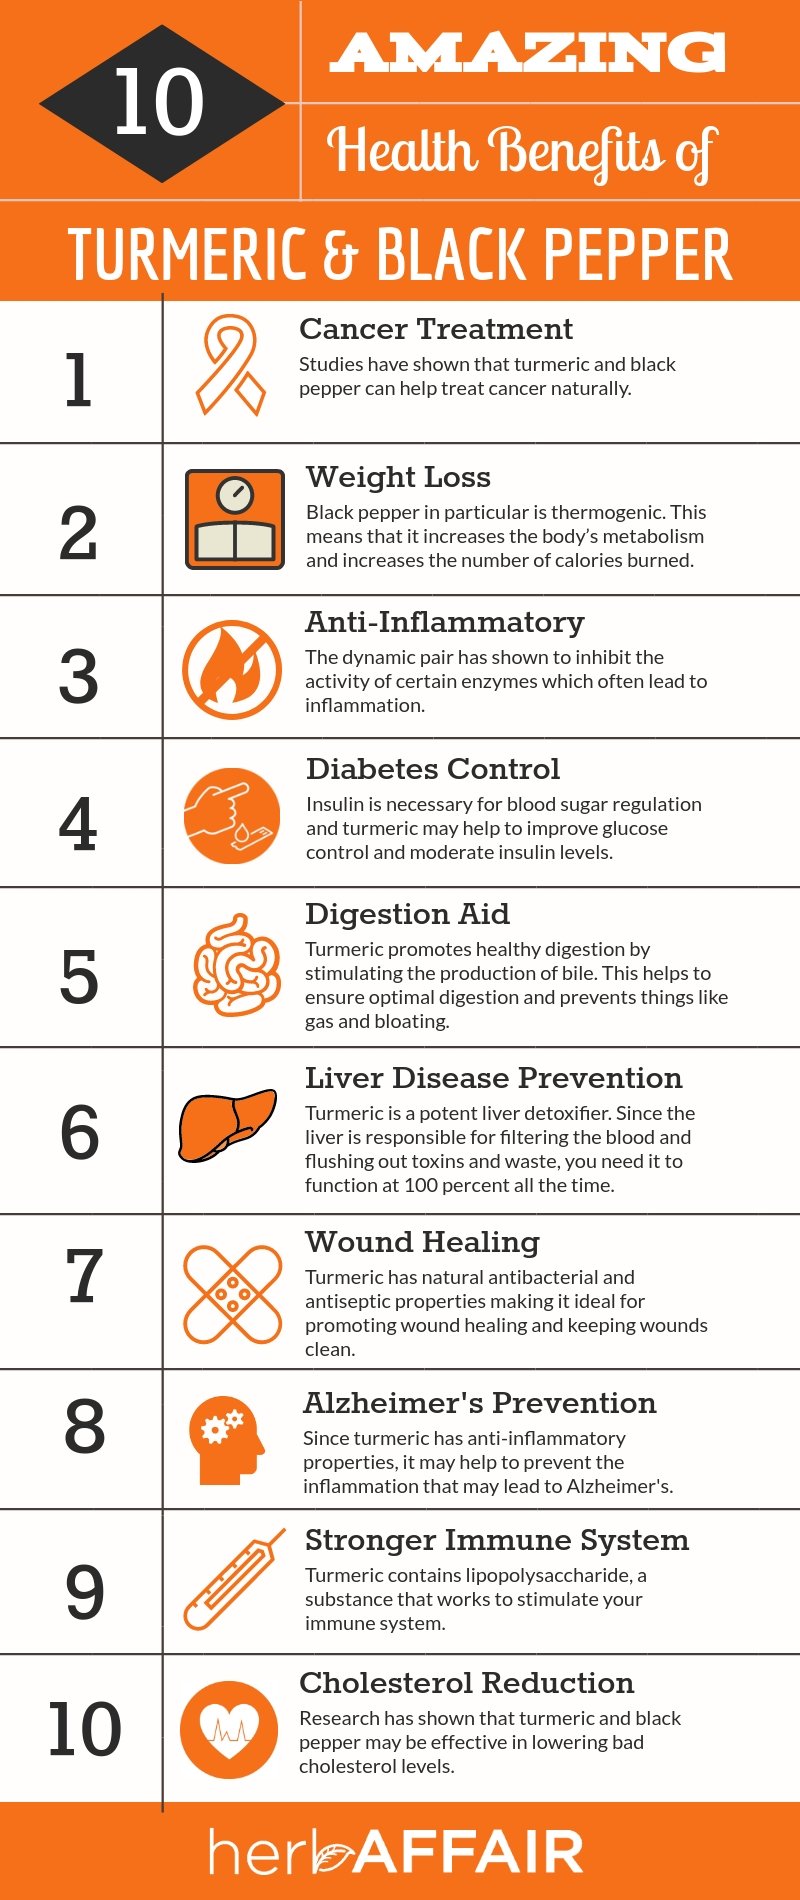 10
AMAZING
Health Benefits of
TURMERIC & BLACK PEPPER
1
Cancer Treatment
Studies have shown that turmeric and black
pepper can help treat cancer naturally.
2
Weight Loss
Black pepper in particular is thermogenic. This
means that it increases the body’s metabolism
and increases the number of calories burned.
3
Anti-Inflammatory
The dynamic pair has shown to inhibit the
activity of certain enzymes which often lead to
inflammation.
4
Diabetes Control
Insulin is necessary for blood sugar regulation
and turmeric may help to improve glucose
control and moderate insulin levels.
5
Digestion Aid
Turmeric promotes healthy digestion by
stimulating the production of bile. This helps to
ensure optimal digestion and prevents things like
gas and bloating.
6
Liver Disease Prevention
Turmeric is a potent liver detoxifier. Since the
liver is responsible for filtering the blood and
flushing out toxins and waste, you need it to
function at 100 percent all the time.
7
Wound Healing
Turmeric has natural antibacterial and
antiseptic properties making it ideal for
promoting wound healing and keeping wounds
clean.
8
Alzheimer's Prevention
Since turmeric has anti-inflammatory
properties, it may help to prevent the
inflammation that may lead to Alzheimer's.
9
Stronger Immune System
Turmeric contains lipopolysaccharide, a
substance that works to stimulate your
immune system.
10
Cholesterol Reduction
Research has shown that turmeric and black
pepper may be effective in lowering bad
cholesterol levels.
herbAFFAIR